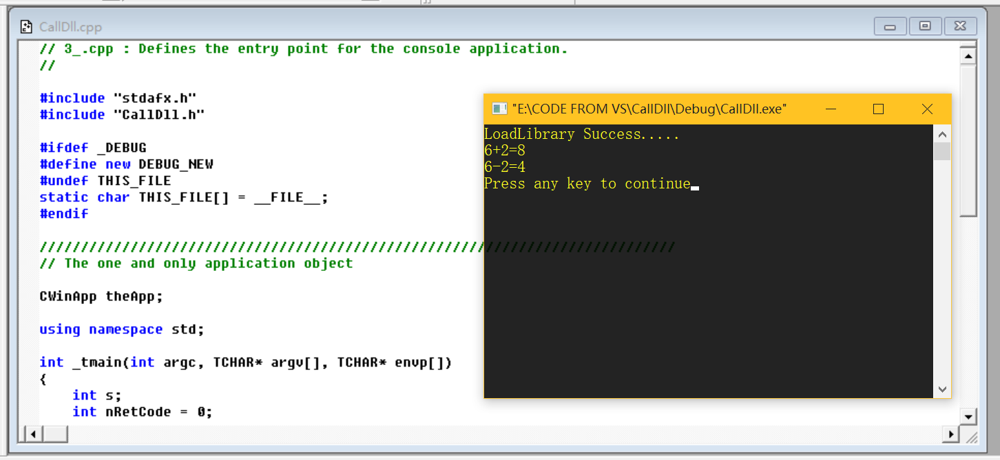 CallDll.cpp
// 3_.cpp : Defines the entry point for the console application.
//
#include "stdafx.h"
#include "CallDll.h"
#ifdef _DEBUG
#define new DEBUG_NEW
#undef THIS_FILE
static char THIS_FILE[] = __FILE__;
#endif
/////////////////////////////////////////////////////////////////////////////
// The one and only application object
CWinApp theApp;
using namespace std;
int _tmain(int argc, TCHAR* argv[], TCHAR* envp[])
{
    int s;
    int nRetCode = 0;
"E:\CODE FROM VS\CallDll\Debug\CallDll.exe"
LoadLibrary Success.....
6+2=8
6-2=4
Press any key to continue